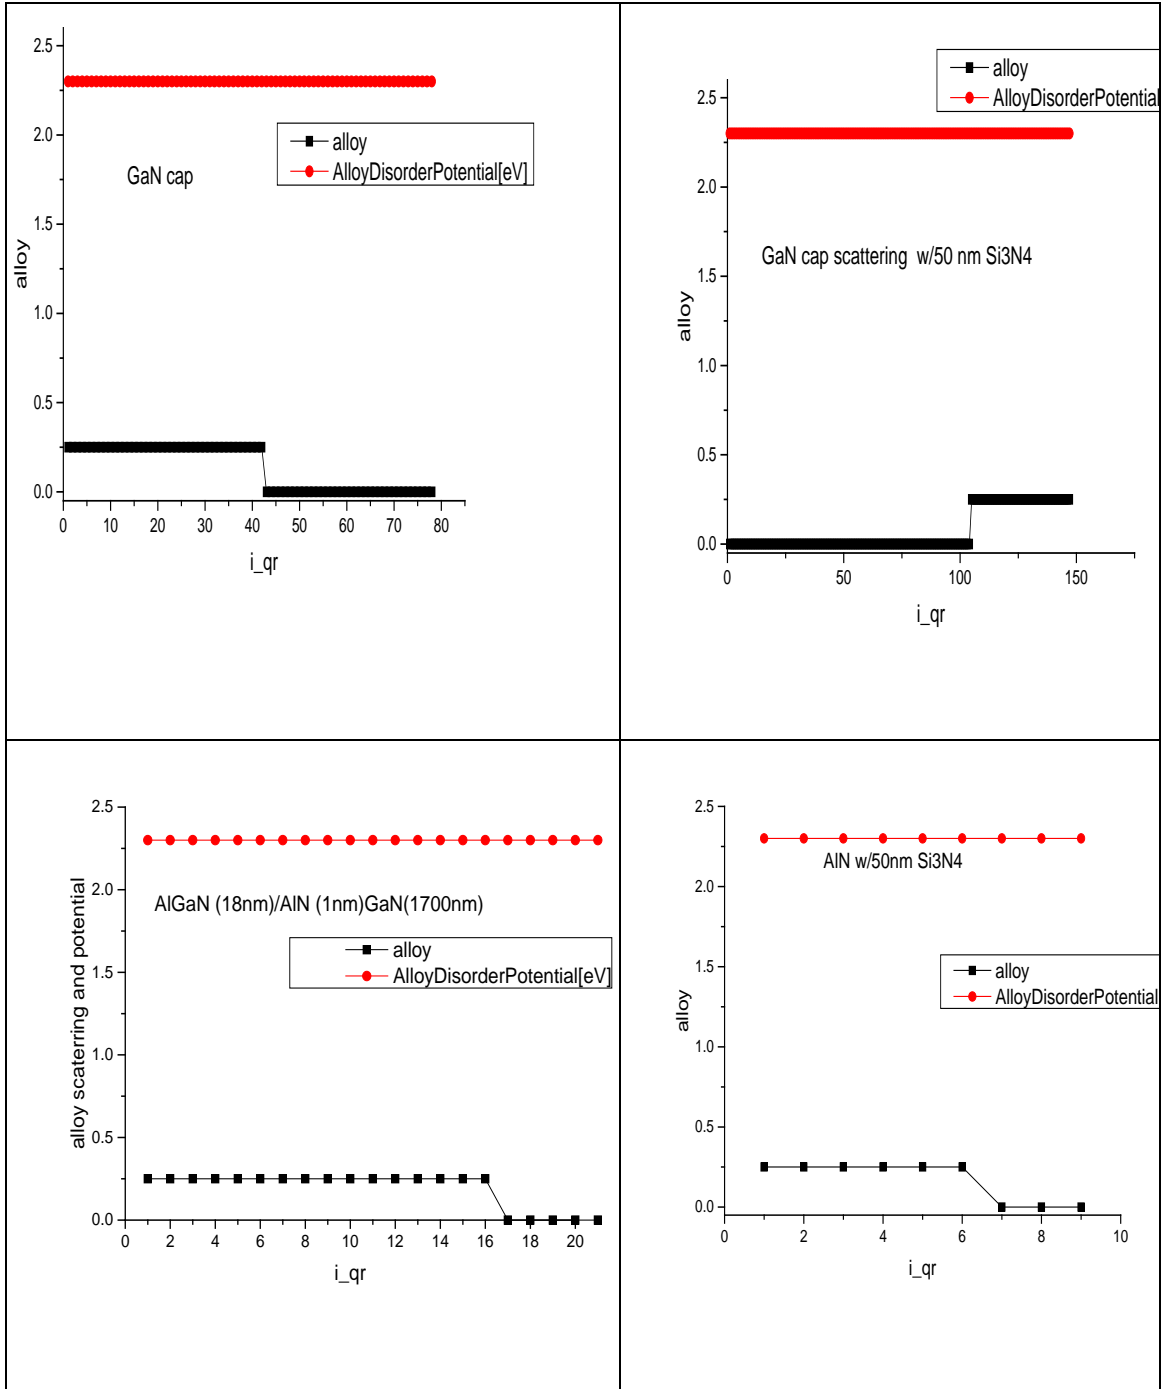 2.5
2.0
1.5
1.0
0.5
0.0
alloy
alloy
AlloyDisorderPotential[eV]
GaN cap
0 10 20 30 40 50 60 70 80
i_qr
alloy
AlloyDisorderPotential
2.5
2.0
1.5
1.0
0.5
0.0
alloy
GaN cap scattering w/50 nm Si3N4
0 50 100 150
i_qr
2.5
2.0
1.5
1.0
0.5
0.0
alloy scaterring and potential
AlGaN (18nm)/AlN (1nm)GaN(1700nm)
alloy
AlloyDisorderPotential[eV]
0 2 4 6 8 10 12 14 16 18 20
i_qr
2.5
2.0
1.5
1.0
0.5
0.0
alloy
AlN w/50nm Si3N4
alloy
AlloyDisorderPotential
0 2 4 6 8 10
i_qr